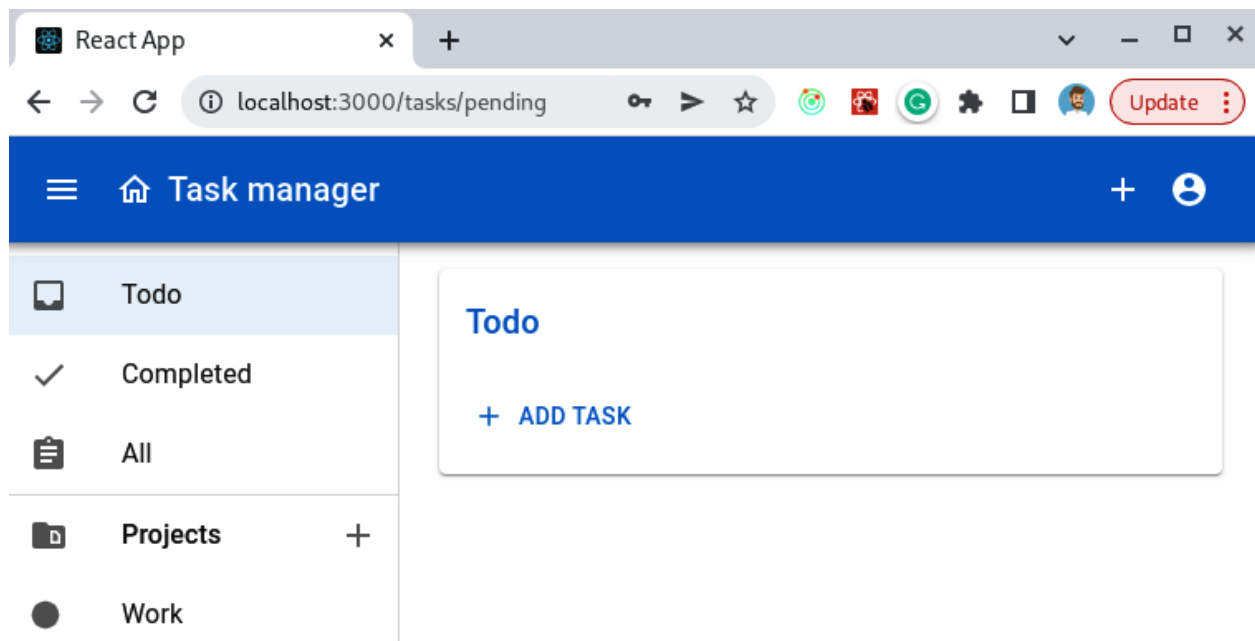 React App
localhost:3000/tasks/pending
Update
Task manager
Todo
Completed
All
Projects
Work
Todo
ADD TASK